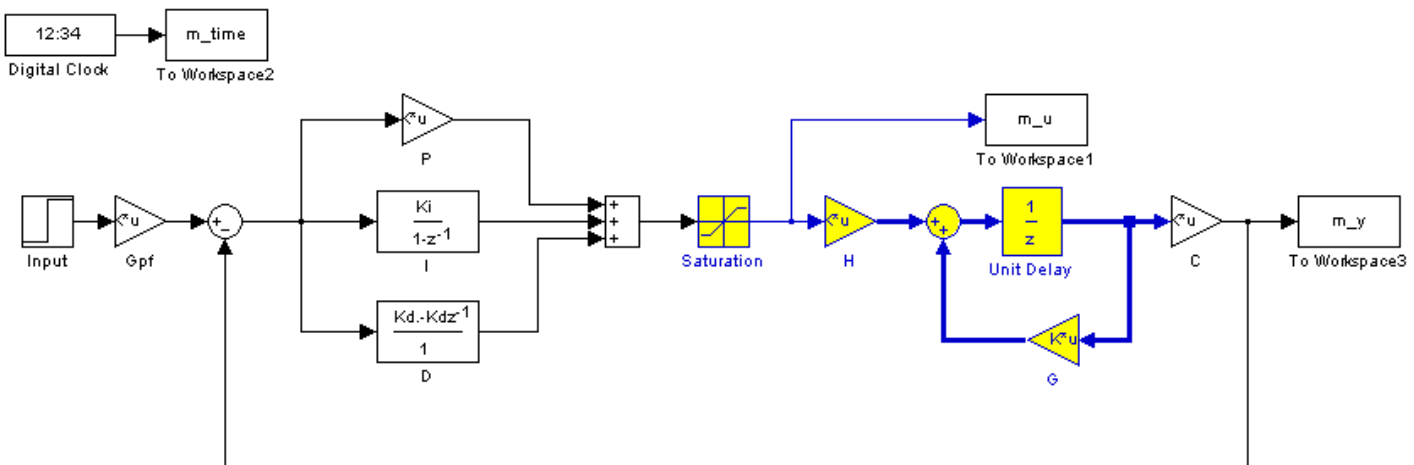 12:34
Digital Clock
m_time
To Workspace2
u
P
m_u
To Workspace1
Input
u
Gpf
+
−
Ki
1-z-1
I
+
+
+
Saturation
u
H
+
+
1
z
Unit Delay
u
C
m_y
To Workspace3
Kd.-Kdz-1
1
D
K*u
G